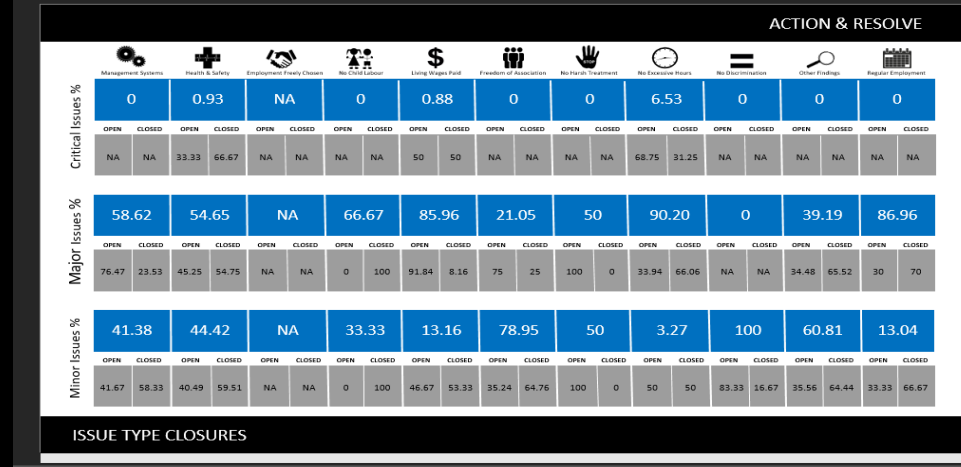 ACTION & RESOLVE
Management Systems Health & Safety Employment Freely Chosen No Child Labour Living Wages Paid Freedom of Association No Harsh Treatment No Excessive Hours No Discrimination Other Findings Regular Employment
STOP
Critical Issues %
0 0.93 NA 0 0.88 0 0 6.53 0 0 0
OPEN CLOSED OPEN CLOSED OPEN CLOSED OPEN CLOSED OPEN CLOSED OPEN CLOSED OPEN CLOSED OPEN CLOSED OPEN CLOSED OPEN CLOSED OPEN CLOSED
NA NA 33.33 66.67 NA NA NA NA 50 50 NA NA NA NA 68.75 31.25 NA NA NA NA NA NA
Major Issues %
58.62 54.65 NA 66.67 85.96 21.05 50 90.20 0 39.19 86.96
OPEN CLOSED OPEN CLOSED OPEN CLOSED OPEN CLOSED OPEN CLOSED OPEN CLOSED OPEN CLOSED OPEN CLOSED OPEN CLOSED OPEN CLOSED OPEN CLOSED
76.47 23.53 45.25 54.75 NA NA 0 100 91.84 8.16 75 25 100 0 33.94 66.06 NA NA 34.48 65.52 30 70
Minor Issues %
41.38 44.42 NA 33.33 13.16 78.95 50 3.27 100 60.81 13.04
OPEN CLOSED OPEN CLOSED OPEN CLOSED OPEN CLOSED OPEN CLOSED OPEN CLOSED OPEN CLOSED OPEN CLOSED OPEN CLOSED OPEN CLOSED OPEN CLOSED
41.67 58.33 40.49 59.51 NA NA 0 100 46.67 53.33 35.24 64.76 100 0 50 50 83.33 16.67 35.56 64.44 33.33 66.67
ISSUE TYPE CLOSURES